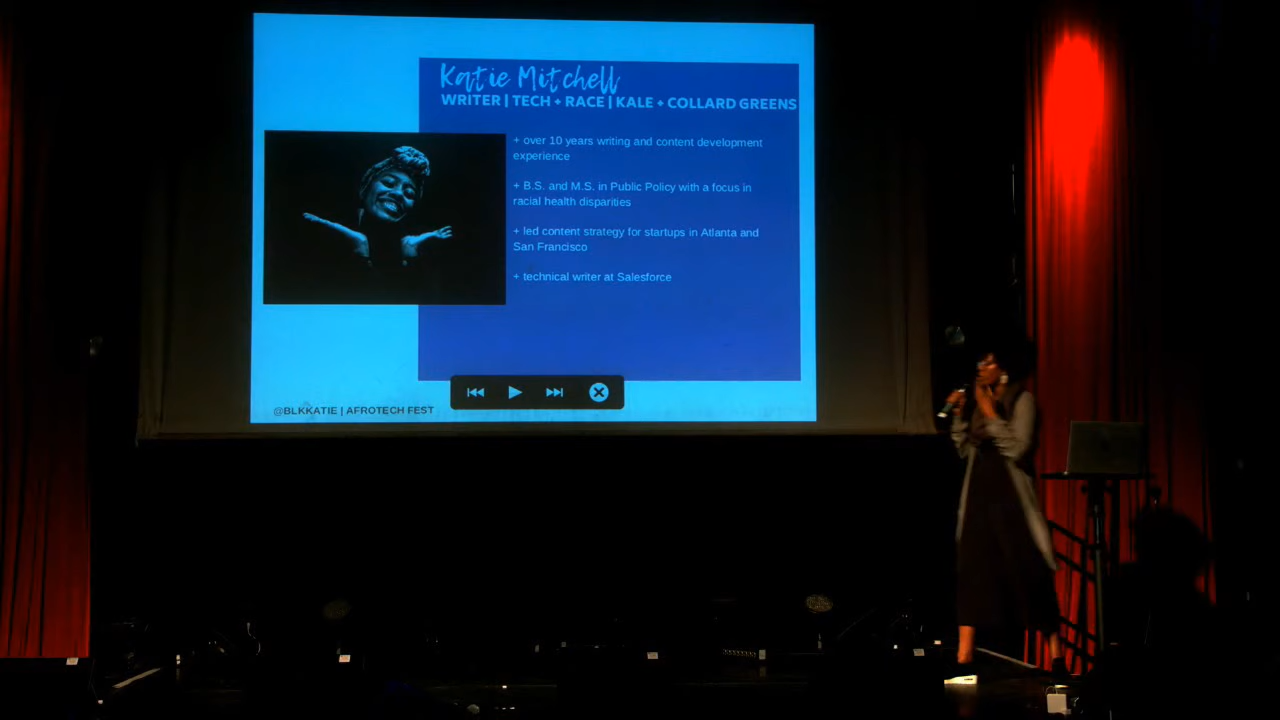 Katie Mitchell
WRITER | TECH + RACE | KALE + COLLARD GREENS
+ over 10 years writing and content development
experience
+ B.S. and M.S. in Public Policy with a focus in
racial health disparities
+ led content strategy for startups in Atlanta and
San Francisco
+ technical writer at Salesforce
@BLKKATIE | AFROTECH FEST